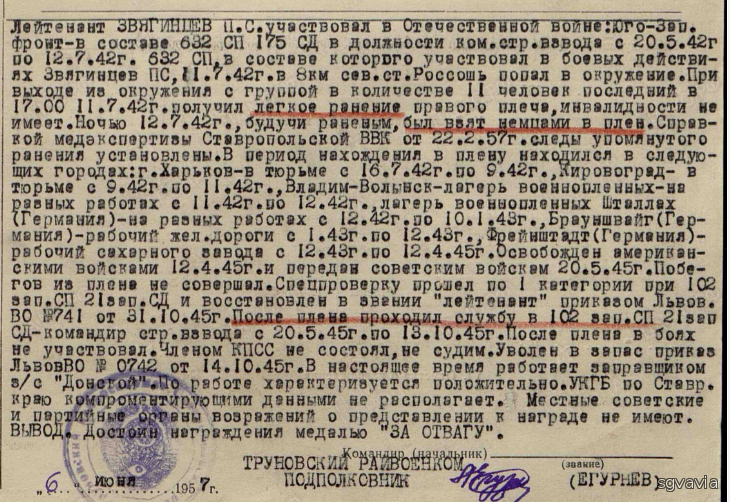 Лейтенант ЗВЯГИНЦЕВ П.С.участвовал в Отечественной войне:Юго-Зап.
фронт-в составе 632 СП 175 СД в должности ком.стр.взвода с 20.5.42г
по 12.7.42г. 632 СП,в составе которго участвовал в боевых действи-
ях Звягинцев ПС,11.7.42г.в 8км сев.ст.Россошь попал в окружение.При
выходе из окружения с группой в количестве 11 человек последний в
17.00 11.7.42г.получил легкое ранение правого плеча,инвалидности не
имеет.Ночью 12.7.42г.,будучи раненым,был взят немцами в плен.Справ-
кой медэкспертизы Ставропольской ВВК от 22.2.57г.следы упомянутого
ранения установлены.В период нахождения в плену находился в следую-
щих городах:г.Харьков-в тюрьме с 16.7.42г по 9.42г.,Кировоград- в
тюрьме с 9.42г.по 11.42г.,Владим-Волынск-лагерь военнопленных-на
разных работах с 11.42г.по 12.42г.,лагерь военнопленных Шталлах
(Германия)-на разных работах с 12.42г.по 10.1.43г.,Брауншвайг(Гер-
мания)-рабочий жел.дороги с 1.43г.по 12.43г.,Фрейнштадт(Германия)-
рабочий сахарного завода с 12.43г.по 12.4.45г.Освобожден американ-
скими войсками 12.4.45г.и передан советским войскам 20.5.45г.Побе-
гов из плена не совершал.Спецпроверку прошел по 1 категории при 102
зап.СП 21зап.СД и восстановлен в звании "лейтенант" приказом Львов.
ВО №741 от 31.10.45г.После плена проходил службу в 102 зап.СП 21зап
СД-командир стр.взвода с 20.5.45г по 13.10.45г.После плена в боях
не участвовал.Членом КПСС не состоял,не судим.Уволен в запас приказ
ЛьвовВО № 0742 от 14.10.45г.В настоящее время работает заправщиком
з/с "Донской".По работе характеризуется положительно.УКГБ по Ставр.
краю компроментирующими данными не располагает. Местные советские
и партийные органы возражений о представлении к награде не имеют.
ВЫВОД. Достоин награждения медалью "ЗА ОТВАГУ".
Командир (начальник)
ТРУНОВСКИЙ РАЙВОЕНКОМ
(звание)
„6„ июня 1957г. ПОДПОЛКОВНИК (ЕГУРНЕВ)
sgvavia